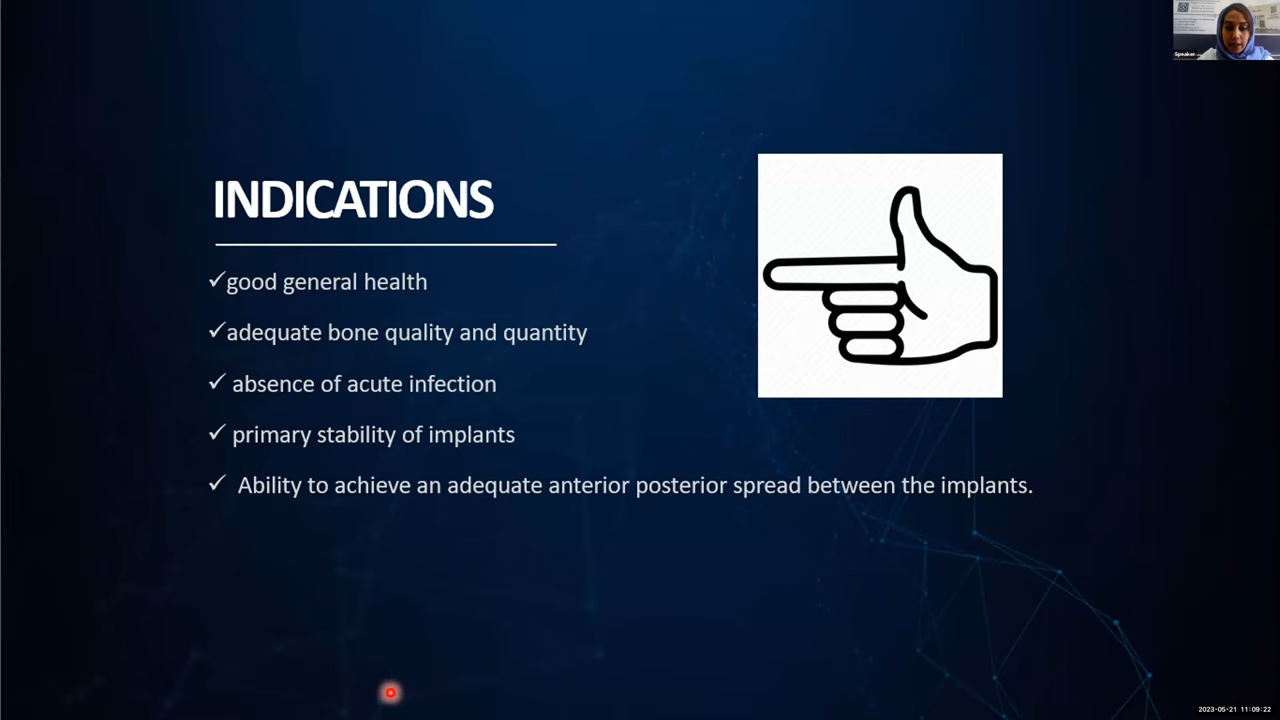 Speaker
INDICATIONS
✓good general health
✓adequate bone quality and quantity
✓ absence of acute infection
✓ primary stability of implants
✓ Ability to achieve an adequate anterior posterior spread between the implants.
2023-05-21 11:09:22